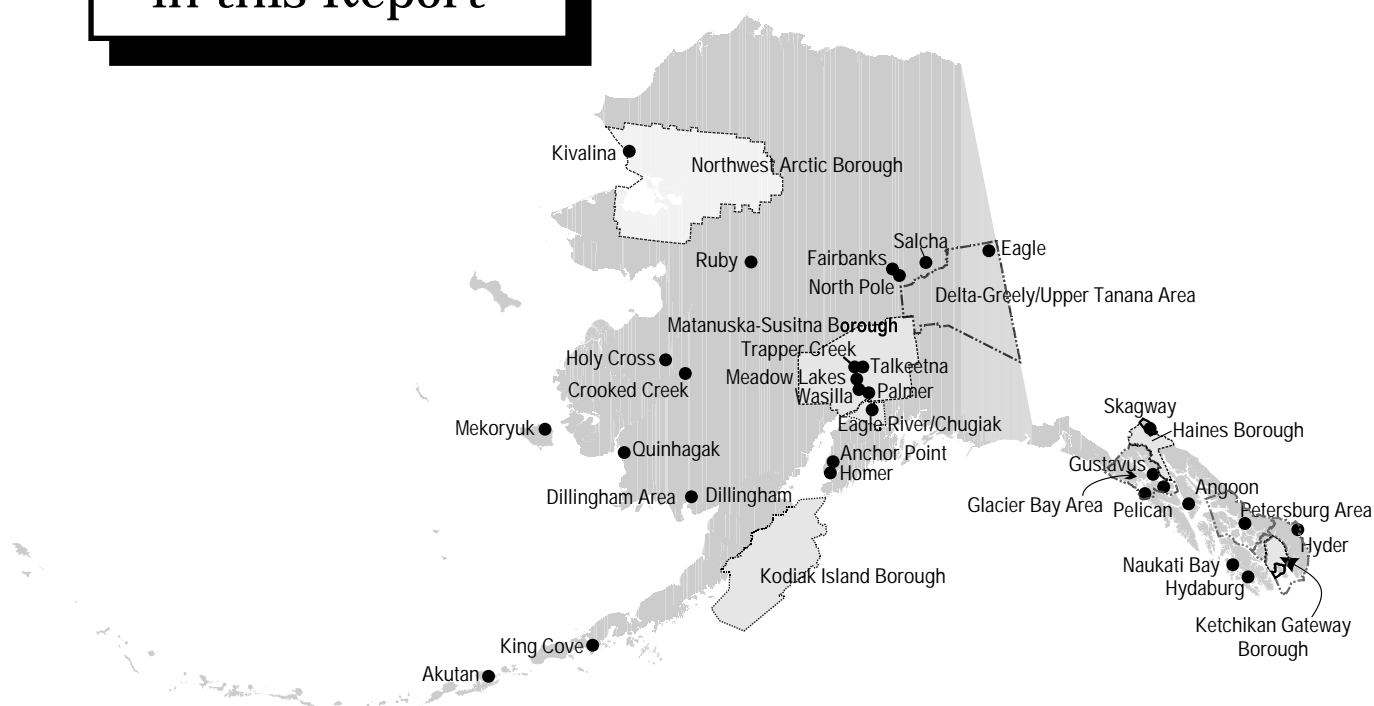 in this Report
Kivalina
Northwest Arctic Borough
Salcha
Eagle
Ruby
Fairbanks
North Pole
Delta-Greely/Upper Tanana Area
Matanuska-Susitna Borough
Trapper Creek
Holy Cross
Talkeetna
Meadow Lakes
Crooked Creek
Wasilla
Palmer
Skagway
Eagle River/Chugiak
Mekoryuk
Haines Borough
Quinhagak
Anchor Point
Gustavus
Homer
Angoon
Dillingham Area
Dillingham
Glacier Bay Area
Pelican
Petersburg Area
Hyder
Naukati Bay
Kodiak Island Borough
Hydaburg
Ketchikan Gateway
Borough
King Cove
Akutan